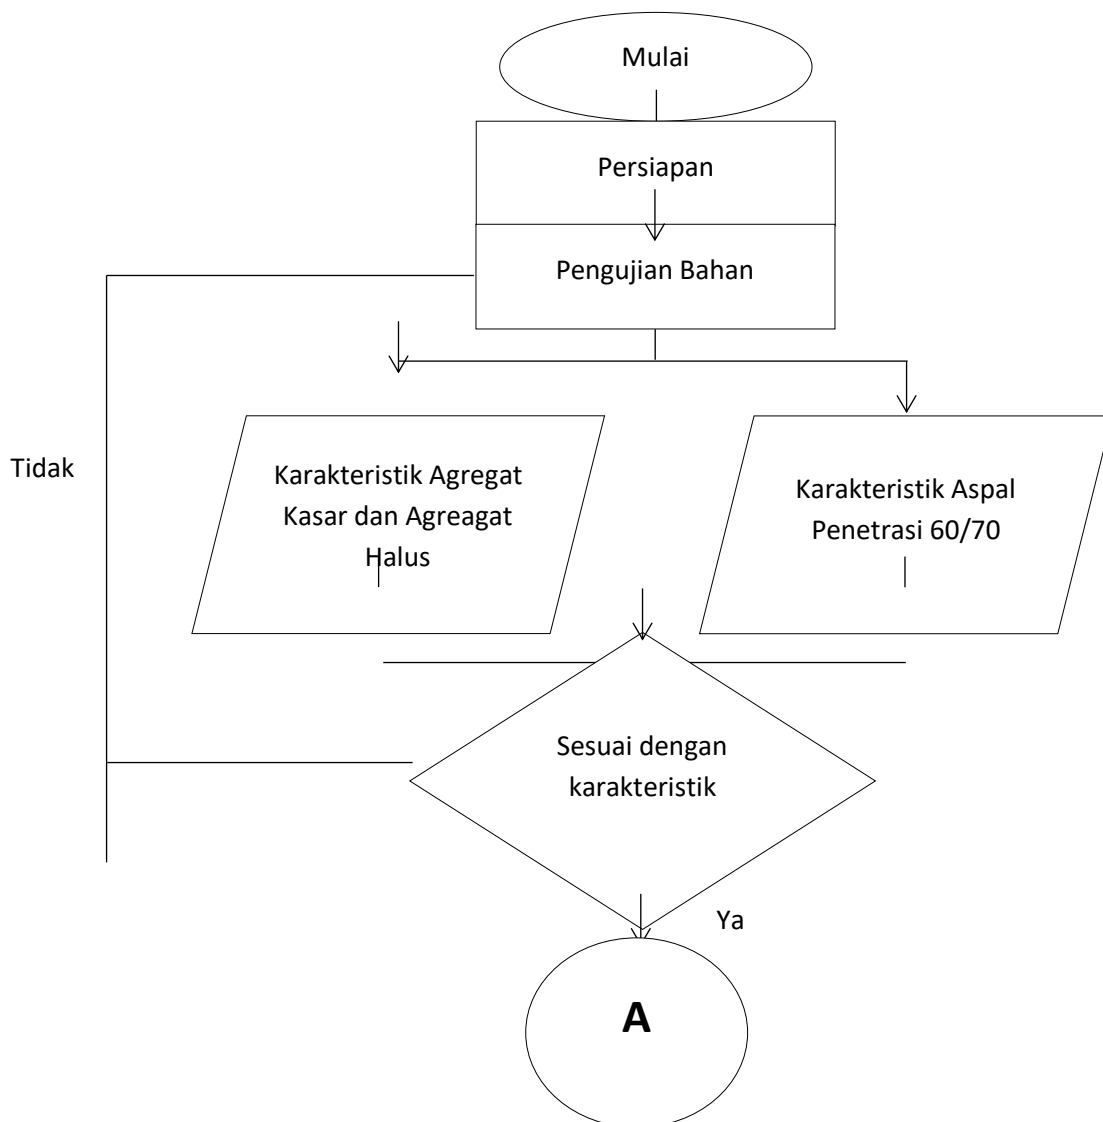 Mulai
Persiapan
Pengujian Bahan
Tidak
Karakteristik Agregat
Kasar dan Agreagat
Halus
Karakteristik Aspal
Penetrasi 60/70
Sesuai dengan
karakteristik
Ya
A